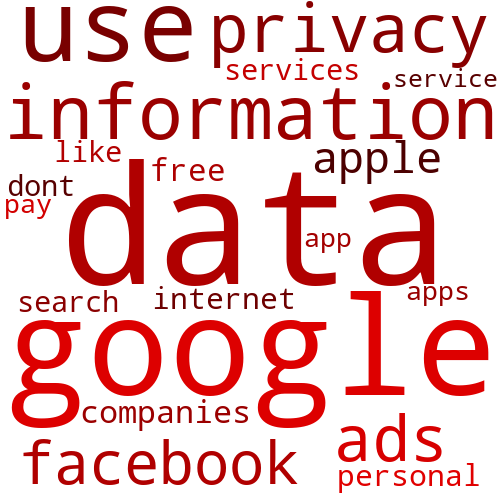 use privacy
services
service
information
like
free
apple
dont
pay
data
app
search
internet
apps
google
companies
ads
facebook
personal